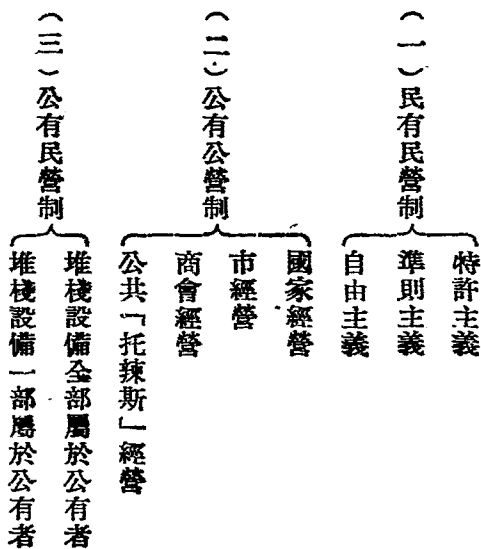 (一)民有民營制
特許主義
準則主義
自由主義
(二)公有公營制
國家經營
市經營
商會經營
公共「托辣斯」經營
(三)公有民營制
堆棧設備全部屬於公有者
堆棧設備一部屬於公有者